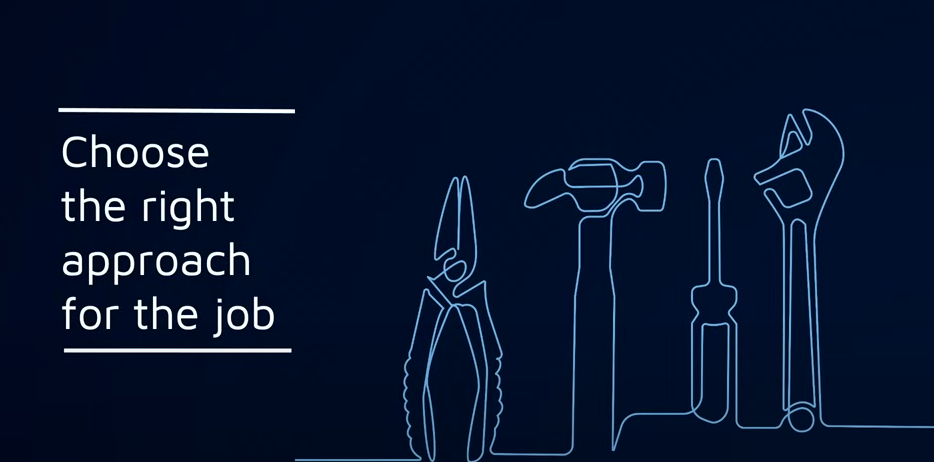 Choose
the right
approach
for the job